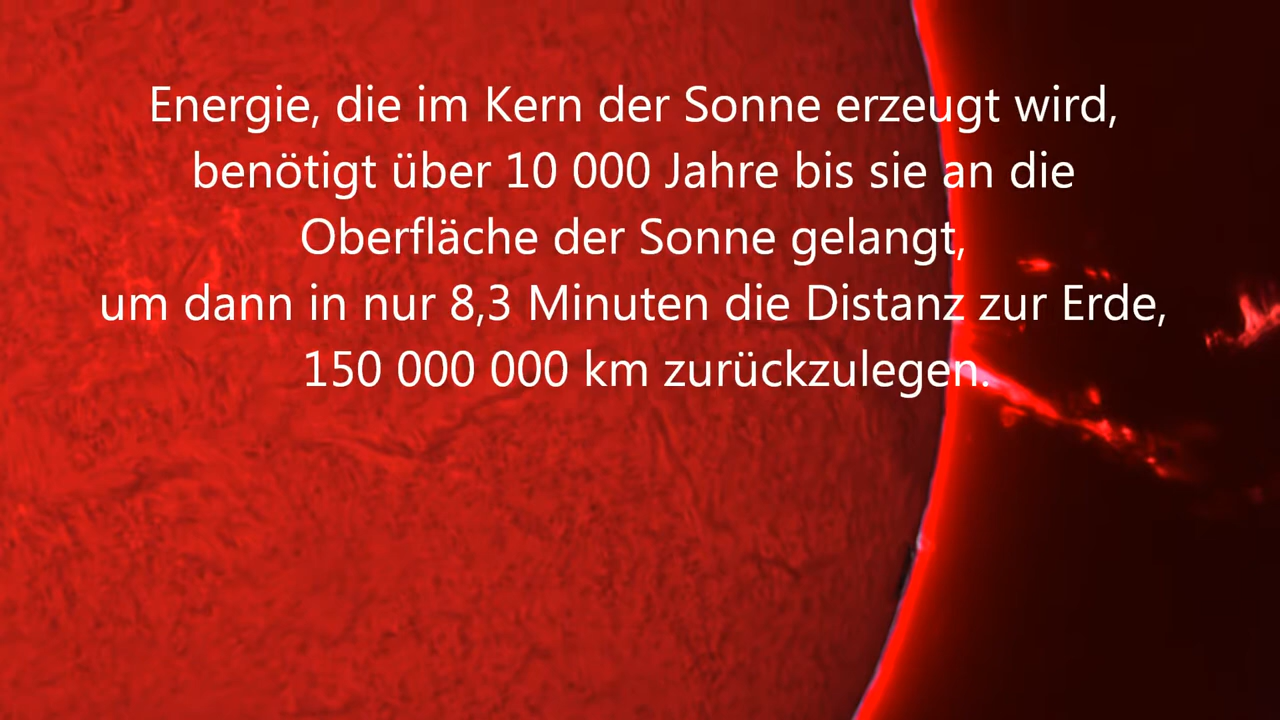 Energie, die im Kern der Sonne erzeugt wird,
benötigt über 10 000 Jahre bis sie an die
Oberfläche der Sonne gelangt,
um dann in nur 8,3 Minuten die Distanz zur Erde,
150 000 000 km zurückzulegen.